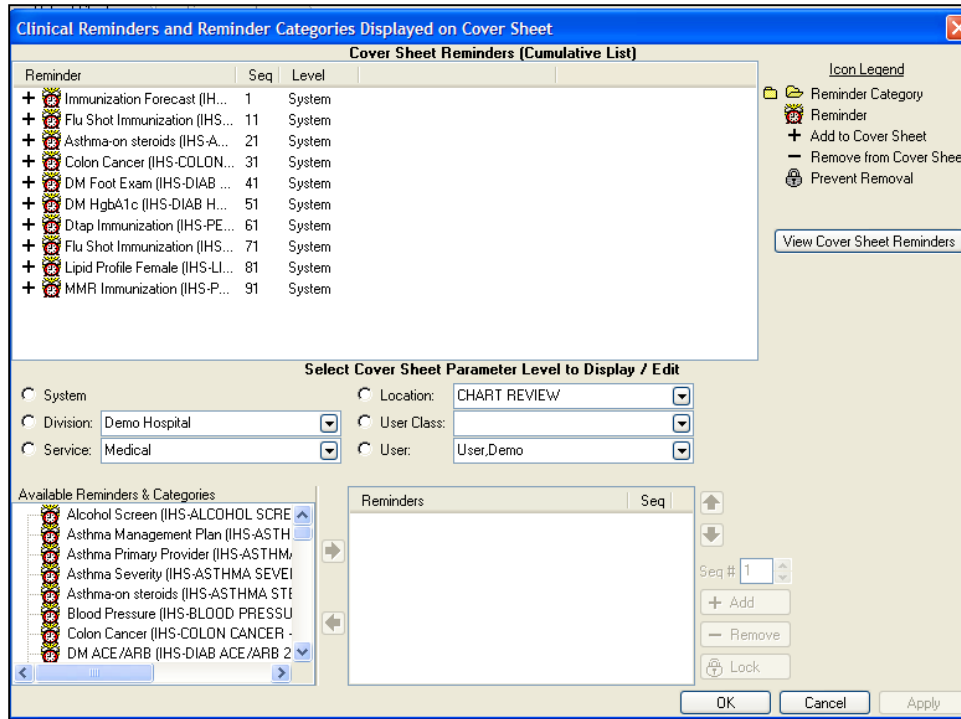 Clinical Reminders and Reminder Categories Displayed on Cover Sheet
Cover Sheet Reminders (Cumulative List)
Reminder Seq Level
Immunization Forecast (IH... 1 System
Flu Shot Immunization (IHS... 11 System
Asthma-on steroids (IHS-A... 21 System
Colon Cancer (IHS-COLON... 31 System
DM Foot Exam (IHS-DIAB ... 41 System
DM HgbA1c (IHS-DIAB H... 51 System
Dtap Immunization (IHS-PE... 61 System
Flu Shot Immunization (IHS... 71 System
Lipid Profile Female (IHS-LI... 81 System
MMR Immunization (IHS-P... 91 System
Icon Legend
Reminder Category
Reminder
+ Add to Cover Sheet
− Remove from Cover Shee
Prevent Removal
View Cover Sheet Reminders
Select Cover Sheet Parameter Level to Display / Edit
System
Location: CHART REVIEW
Division: Demo Hospital
User Class:
Service: Medical
User: User,Demo
Available Reminders & Categories
Alcohol Screen (IHS-ALCOHOL SCRE
Asthma Management Plan (IHS-ASTH
Asthma Primary Provider (IHS-ASTHMA
Asthma Severity (IHS-ASTHMA SEVEI
Asthma-on steroids (IHS-ASTHMA STE
Blood Pressure (IHS-BLOOD PRESSU
Colon Cancer (IHS-COLON CANCER -
DM ACE/ARB (IHS-DIAB ACE/ARB 2
Reminders Seq
Seq # 1
+ Add
− Remove
Lock
OK Cancel Apply